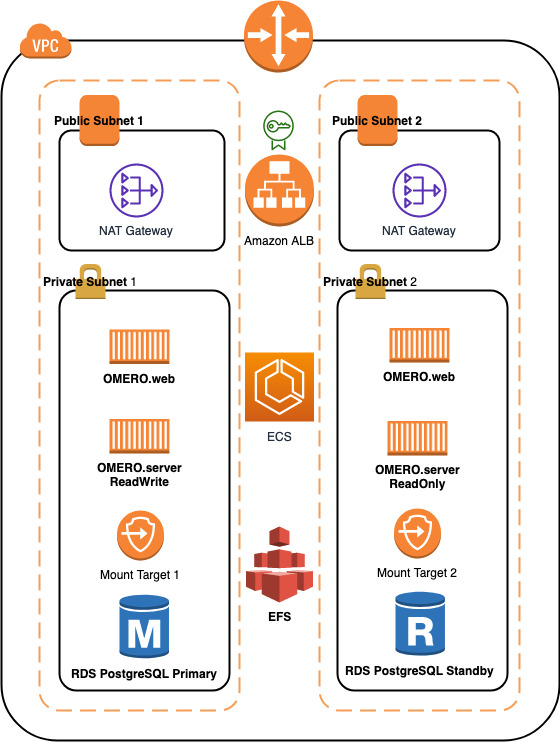 VPC
Public Subnet 1
Public Subnet 2
NAT Gateway
Amazon ALB
NAT Gateway
Private Subnet 1
Private Subnet 2
OMERO.web
OMERO.web
ECS
OMERO.server
ReadWrite
OMERO.server
ReadOnly
Mount Target 1
Mount Target 2
EFS
M
R
RDS PostgreSQL Primary
RDS PostgreSQL Standby